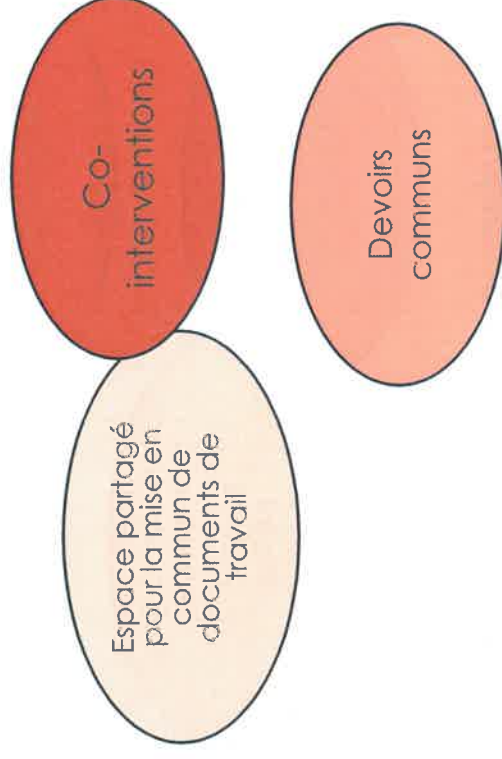 Co-
interventions
Espace partagé
pour la mise en
commun de
documents de
travail
Devoirs
communs